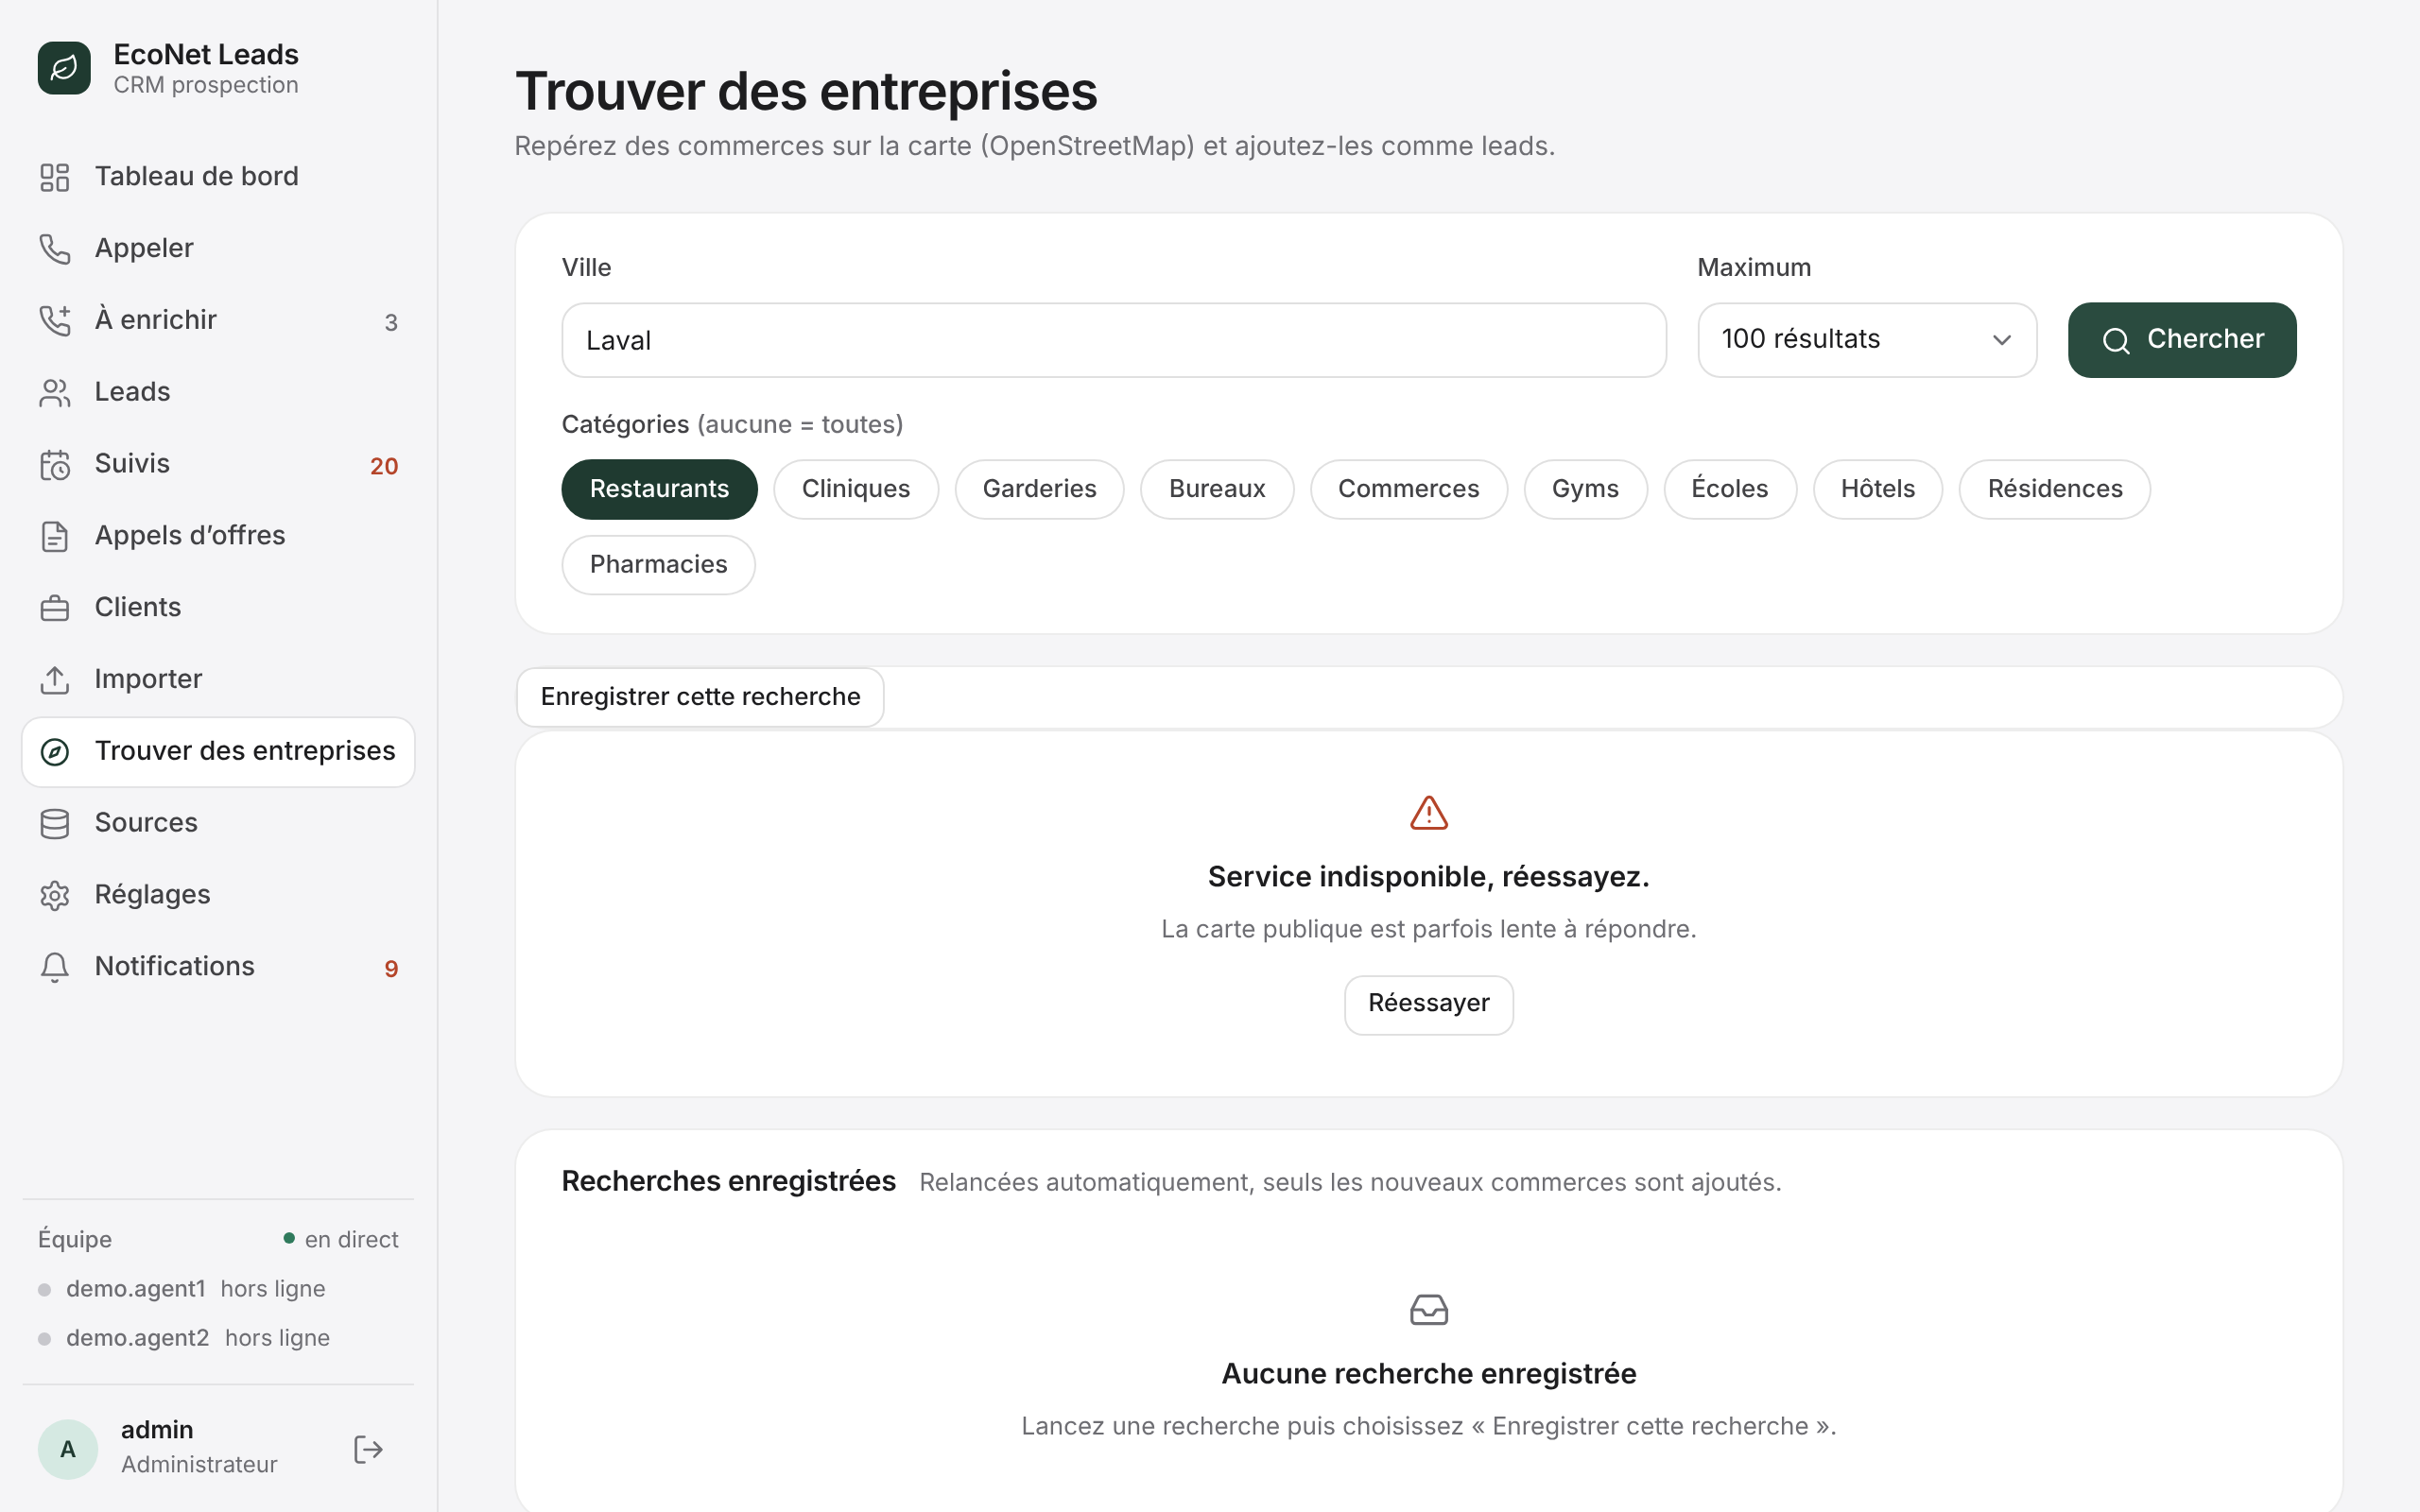 EcoNet Leads
CRM prospection
Tableau de bord
Appeler
À enrichir 3
Leads
Suivis 20
Appels d’offres
Clients
Importer
Trouver des entreprises
Sources
Réglages
Notifications 9
Équipe en direct
demo.agent1 hors ligne
demo.agent2 hors ligne
A
admin
Administrateur
Trouver des entreprises
Repérez des commerces sur la carte (OpenStreetMap) et ajoutez-les comme leads.
Ville
Laval
Maximum
100 résultats
Chercher
Catégories (aucune = toutes)
Restaurants Cliniques Garderies Bureaux Commerces Gyms Écoles Hôtels Résidences
Pharmacies
Enregistrer cette recherche
Service indisponible, réessayez.
La carte publique est parfois lente à répondre.
Réessayer
Recherches enregistrées Relancées automatiquement, seuls les nouveaux commerces sont ajoutés.
Aucune recherche enregistrée
Lancez une recherche puis choisissez « Enregistrer cette recherche ».